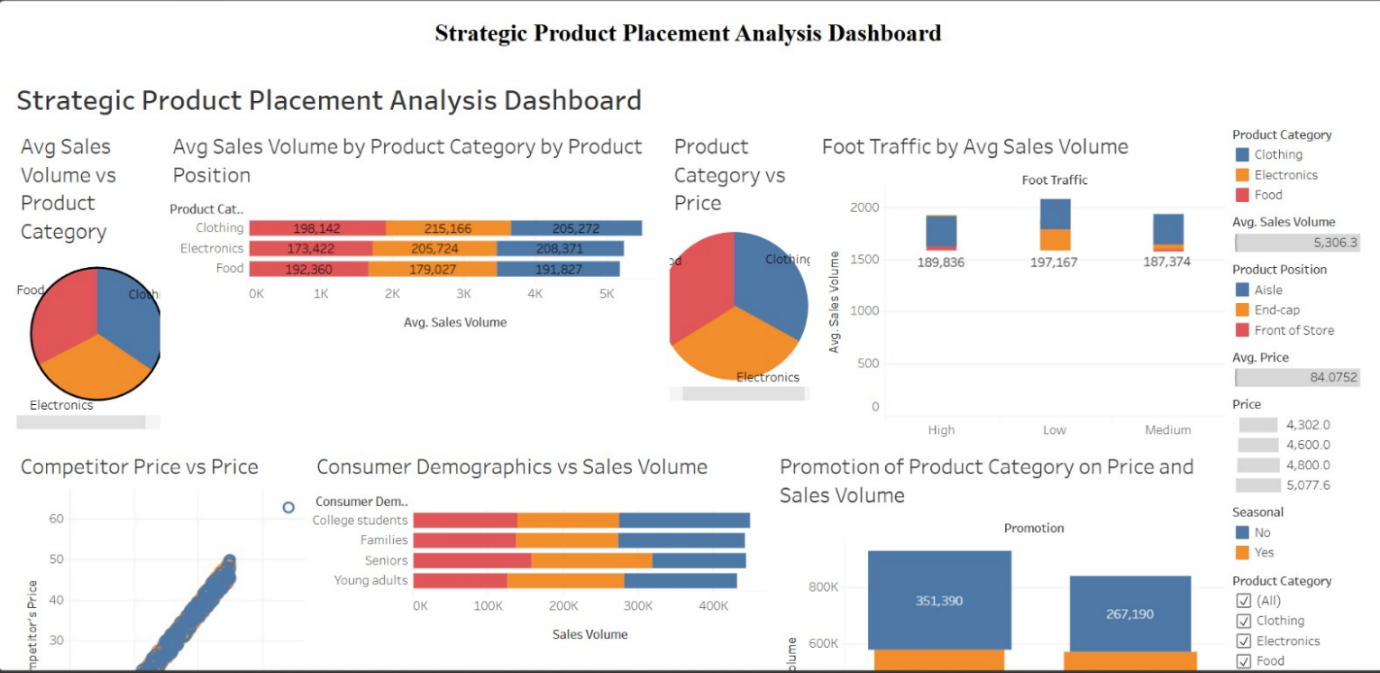 Strategic Product Placement Analysis Dashboard
Strategic Product Placement Analysis Dashboard
Avg Sales
Volume vs
Product
Category
Food
Cloth
Electronics
Avg Sales Volume by Product Category by Product
Position
Product Cat..
Clothing
198,142
215,166
205,272
Electronics
173,422
205,724
208,371
Food
192,360
179,027
191,827
0K
1K
2K
3K
4K
5K
Avg. Sales Volume
Product
Category vs
Price
Clothing
Electronics
Foot Traffic by Avg Sales Volume
Foot Traffic
Avg. Sales Volume
2000
1500
1000
500
0
189,836
197,167
187,374
High
Low
Medium
Product Category
Clothing
Electronics
Food
Avg. Sales Volume
5,306.3
Product Position
Aisle
End-cap
Front of Store
Avg. Price
84.0752
Price
4,302.0
4,600.0
4,800.0
5,077.6
Seasonal
No
Yes
Product Category
(All)
Clothing
Electronics
Food
Competitor Price vs Price
mpetitor's Price
60
50
40
30
Consumer Demographics vs Sales Volume
Consumer Dem..
College students
Families
Seniors
Young adults
0K
100K
200K
300K
400K
Sales Volume
Promotion of Product Category on Price and
Sales Volume
Promotion
olume
800K
600K
351,390
267,190